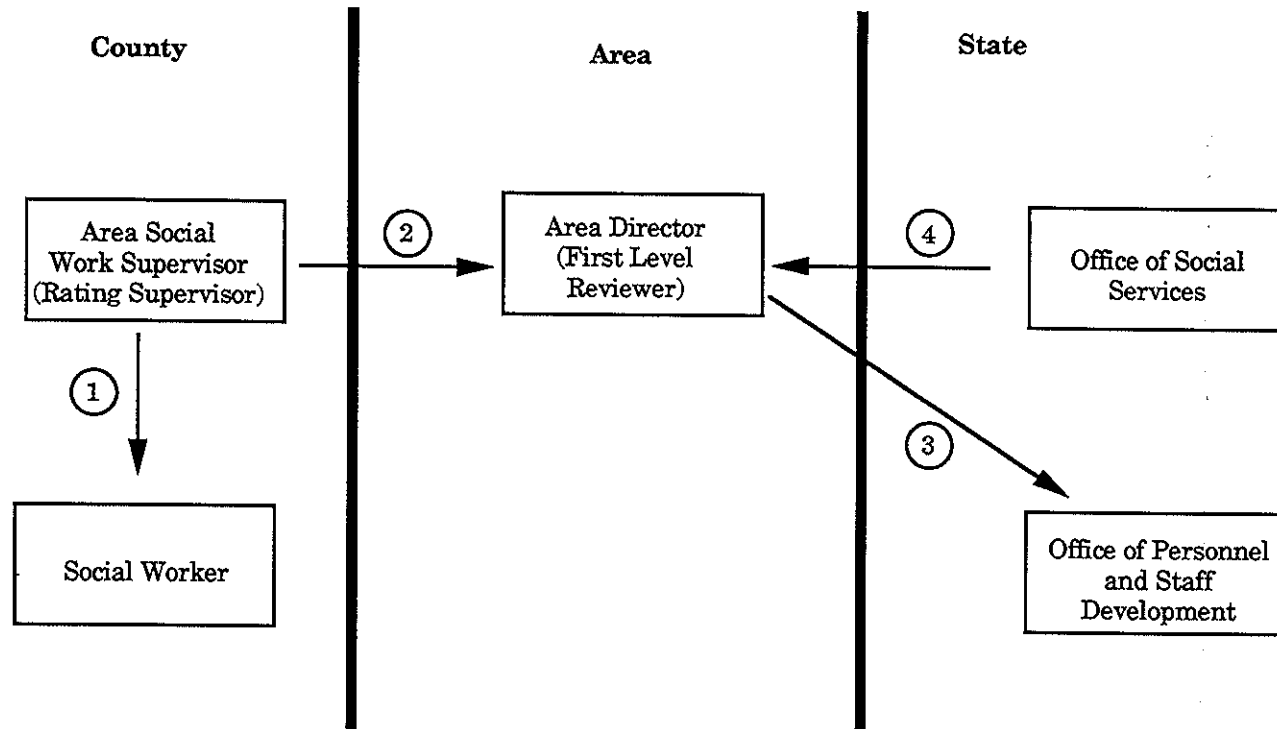 County
Area
State
Area Social
Work Supervisor
(Rating Supervisor)
2
Area Director
(First Level
Reviewer)
4
Office of Social
Services
1
3
Social Worker
Office of Personnel
and Staff
Development